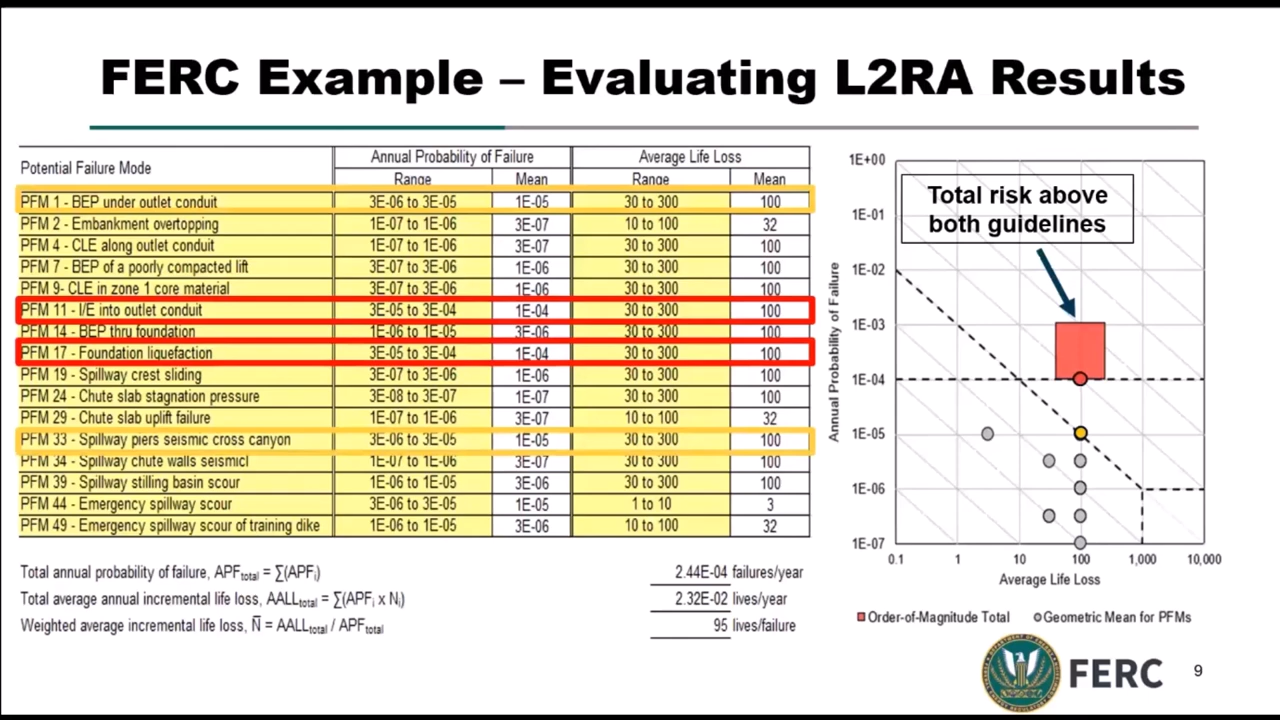 FERC Example – Evaluating L2RA Results
Potential Failure Mode Annual Probability of Failure Average Life Loss
Range Mean Range Mean
PFM 1 - BEP under outlet conduit 3E-06 to 3E-05 1E-05 30 to 300 100
PFM 2 - Embankment overtopping 1E-07 to 1E-06 3E-07 10 to 100 32
PFM 4 - CLE along outlet conduit 1E-07 to 1E-06 3E-07 30 to 300 100
PFM 7 - BEP of a poorly compacted lift 3E-07 to 3E-06 1E-06 30 to 300 100
PFM 9- CLE in zone 1 core material 3E-07 to 3E-06 1E-06 30 to 300 100
PFM 11 - I/E into outlet conduit 3E-05 to 3E-04 1E-04 30 to 300 100
PFM 14 - BEP thru foundation 1E-06 to 1E-05 3E-06 30 to 300 100
PFM 17 - Foundation liquefaction 3E-05 to 3E-04 1E-04 30 to 300 100
PFM 19 - Spillway crest sliding 3E-07 to 3E-06 1E-06 30 to 300 100
PFM 24 - Chute slab stagnation pressure 3E-08 to 3E-07 1E-07 30 to 300 100
PFM 29 - Chute slab uplift failure 1E-07 to 1E-06 3E-07 10 to 100 32
PFM 33 - Spillway piers seismic cross canyon 3E-06 to 3E-05 1E-05 30 to 300 100
PFM 34 - Spillway chute walls seismicl 1E-07 to 1E-06 3E-07 30 to 300 100
PFM 39 - Spillway stilling basin scour 3E-07 to 3E-06 1E-06 30 to 300 100
PFM 44 - Emergency spillway scour 3E-06 to 3E-05 1E-05 1 to 10 3
PFM 49 - Emergency spillway scour of training dike 1E-06 to 1E-05 3E-06 10 to 100 32
Total annual probability of failure, APFtotal = ∑(APFi) 2.44E-04 failures/year
Total average annual incremental life loss, AALLtotal = ∑(APFi x Ni) 2.32E-02 lives/year
Weighted average incremental life loss, N̅ = AALLtotal / APFtotal 95 lives/failure
Total risk above
both guidelines
Annual Probability of Failure
1E+00
1E-01
1E-02
1E-03
1E-04
1E-05
1E-06
1E-07
0.1 1 10 100 1,000 10,000
Average Life Loss
Order-of-Magnitude Total Geometric Mean for PFMs
FERC
9